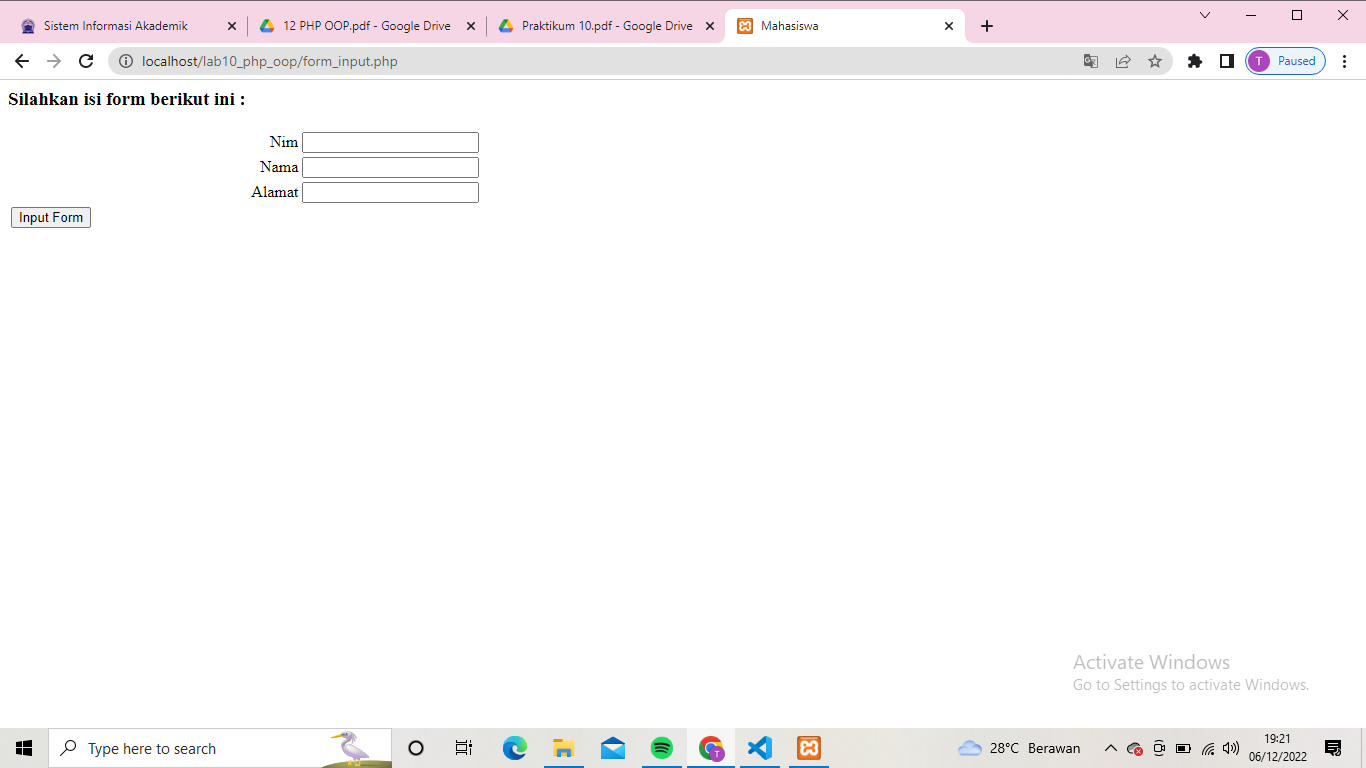 Sistem Informasi Akademik
12 PHP OOP.pdf - Google Drive
Praktikum 10.pdf - Google Drive
Mahasiswa
localhost/lab10_php_oop/form_input.php
T
Paused
Silahkan isi form berikut ini :
Nim
Nama
Alamat
Input Form
Activate Windows
Go to Settings to activate Windows.
Type here to search
T
28°C Berawan
19:21
06/12/2022